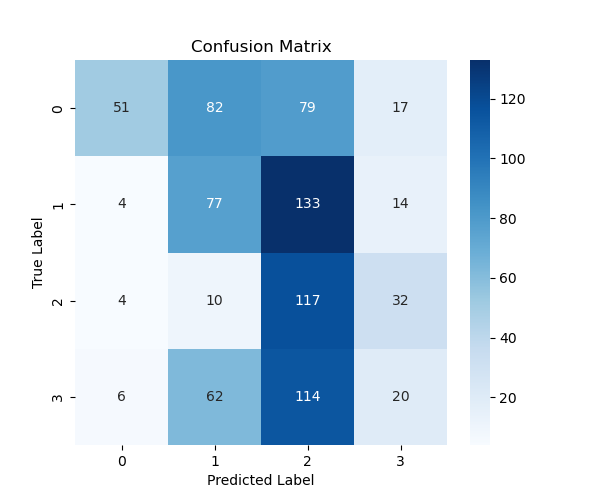 Confusion Matrix
True Label
0 51 82 79 17
1 4 77 133 14
2 4 10 117 32
3 6 62 114 20
0 1 2 3
Predicted Label
120
100
80
60
40
20